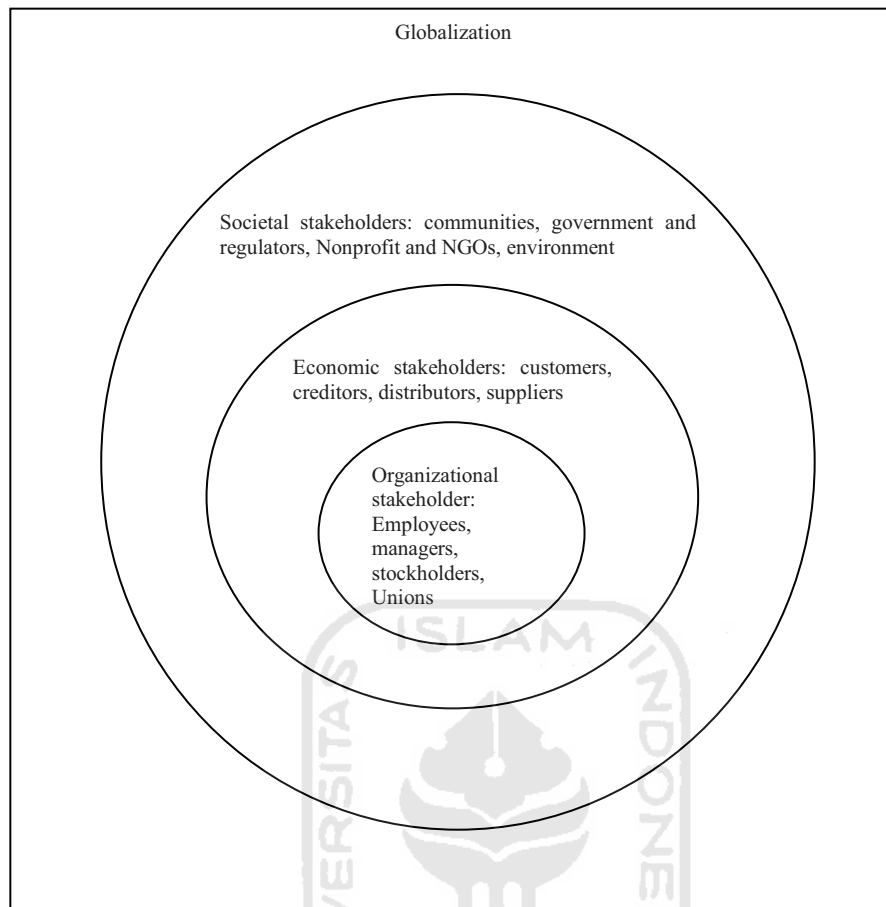 Globalization
Societal stakeholders: communities, government and
regulators, Nonprofit and NGOs, environment
Economic stakeholders: customers,
creditors, distributors, suppliers
Organizational
stakeholder:
Employees,
managers,
stockholders,
Unions
ISLAM